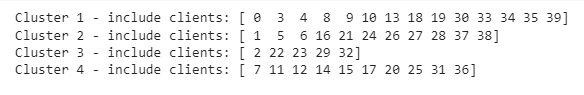 Cluster 1 - include clients: [ 0  3  4  8  9 10 13 18 19 30 33 34 35 39]
Cluster 2 - include clients: [ 1  5  6 16 21 24 26 27 28 37 38]
Cluster 3 - include clients: [ 2 22 23 29 32]
Cluster 4 - include clients: [ 7 11 12 14 15 17 20 25 31 36]